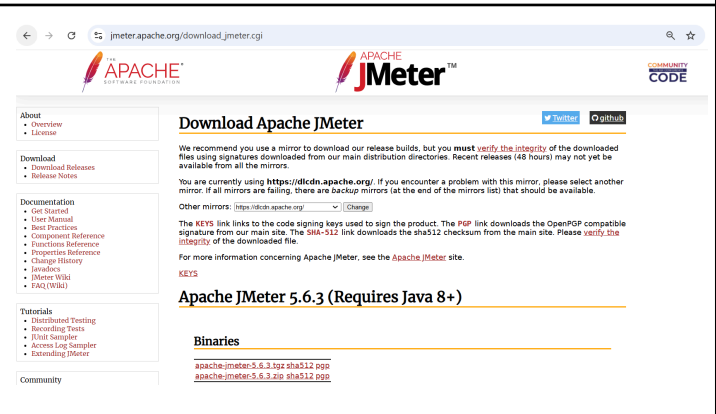 jmeter.apache.org/download_jmeter.cgi
THE
APACHE®
SOFTWARE FOUNDATION
APACHE
JMeter™
COMMUNITY
CODE
About
Overview
License
Download
Download Releases
Release Notes
Documentation
Get Started
User Manual
Best Practices
Component Reference
Functions Reference
Properties Reference
Change History
Javadocs
JMeter Wiki
FAQ (Wiki)
Tutorials
Distributed Testing
Recording Tests
JUnit Sampler
Access Log Sampler
Extending JMeter
Community
Twitter
github
Download Apache JMeter
We recommend you use a mirror to download our release builds, but you must verify the integrity of the downloaded
files using signatures downloaded from our main distribution directories. Recent releases (48 hours) may not yet be
available from all the mirrors.
You are currently using https://dlcdn.apache.org/. If you encounter a problem with this mirror, please select another
mirror. If all mirrors are failing, there are backup mirrors (at the end of the mirrors list) that should be available.
Other mirrors: https://dlcdn.apache.org/ Change
The KEYS link links to the code signing keys used to sign the product. The PGP link downloads the OpenPGP compatible
signature from our main site. The SHA-512 link downloads the sha512 checksum from the main site. Please verify the
integrity of the downloaded file.
For more information concerning Apache JMeter, see the Apache JMeter site.
KEYS
Apache JMeter 5.6.3 (Requires Java 8+)
Binaries
apache-jmeter-5.6.3.tgz sha512 pgp
apache-jmeter-5.6.3.zip sha512 pgp